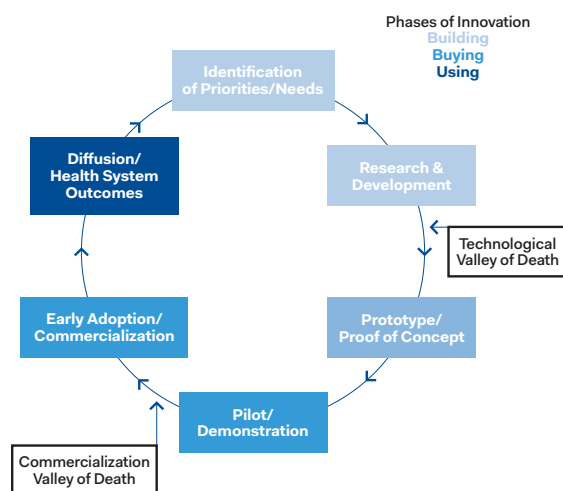 Phases of Innovation
Building
Buying
Using
Identification
of Priorities/Needs
Research &
Development
Technological
Valley of Death
Prototype/
Proof of Concept
Pilot/
Demonstration
Commercialization
Valley of Death
Early Adoption/
Commercialization
Diffusion/
Health System
Outcomes